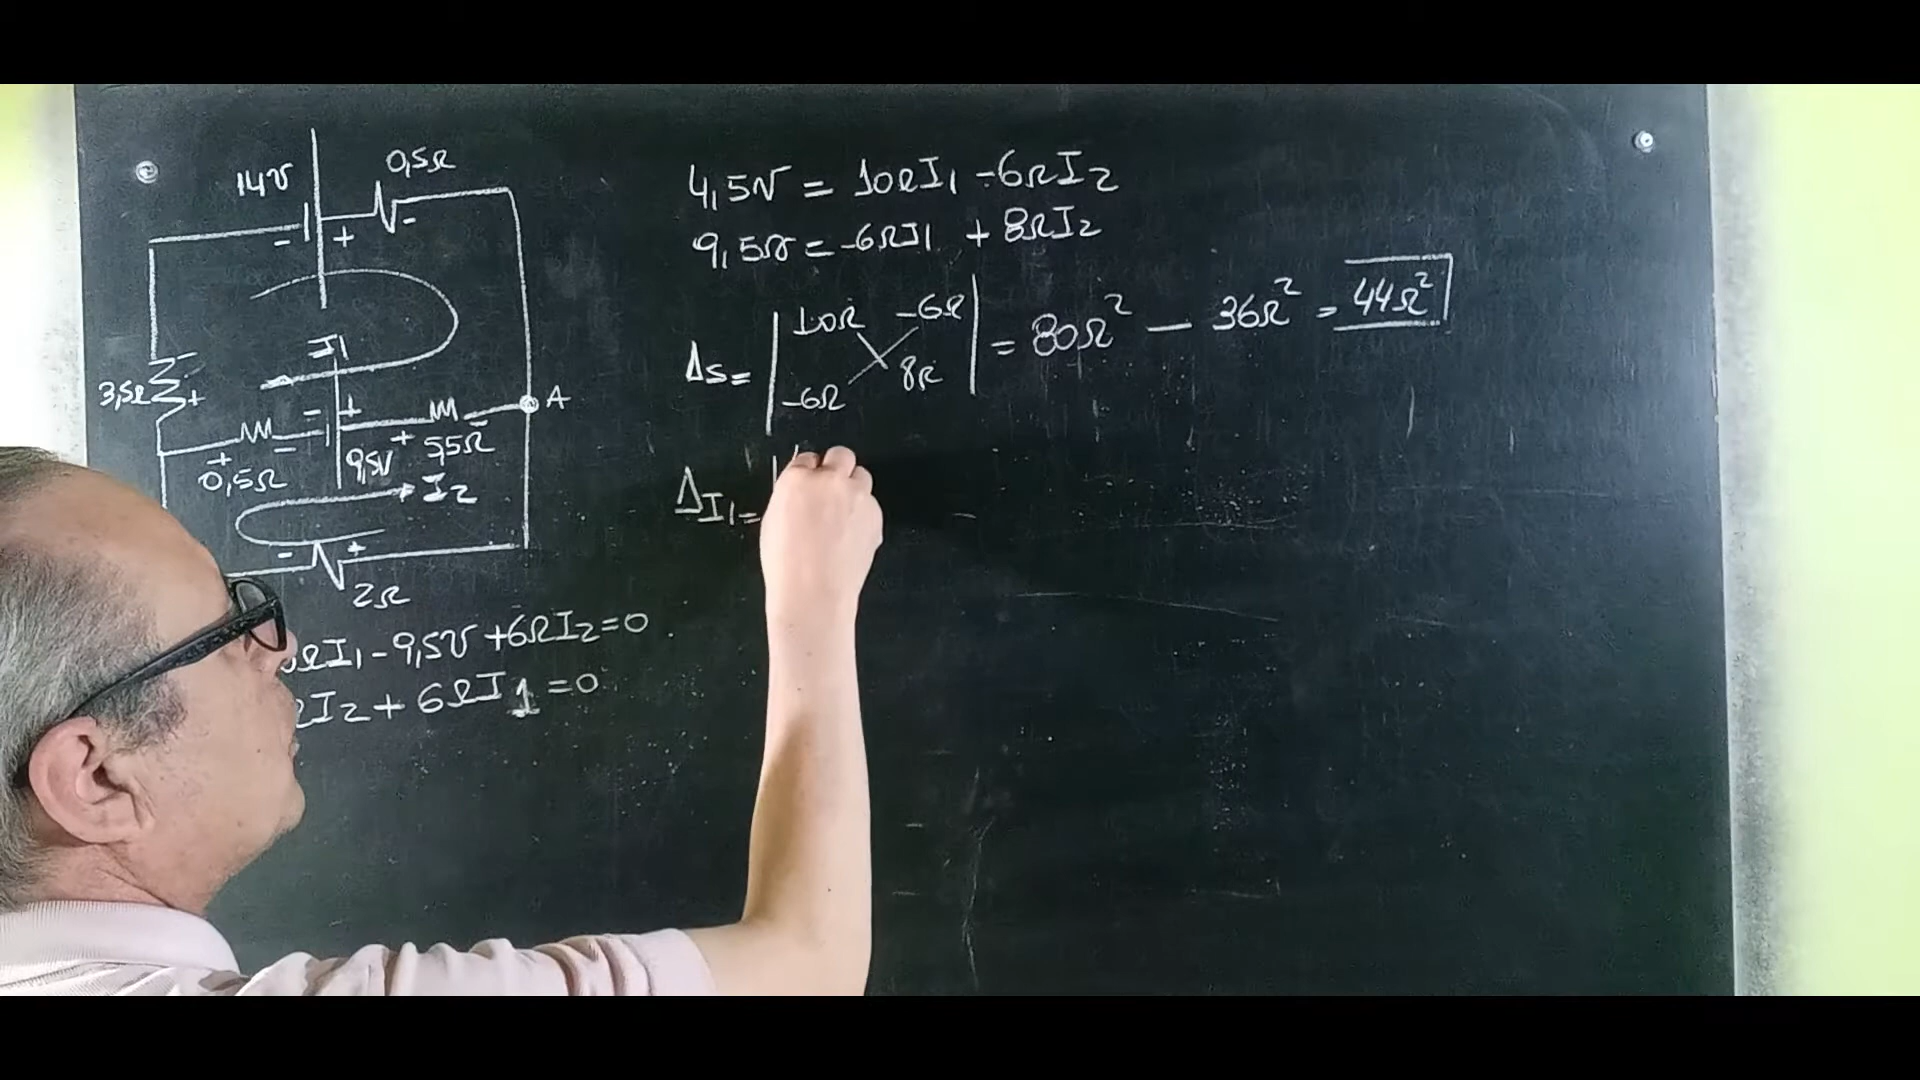 14V
0,5Ω
- + -
I1
3,5Ω
- +
- +
A
+ -
0,5Ω
9,5V
+ 5,5Ω -
I2
- +
2Ω
ΩI1 - 9,5V + 6ΩI2 = 0
ΩI2 + 6ΩI1 = 0
4,5V = 10ΩI1 - 6ΩI2
9,5V = -6ΩI1 + 8ΩI2
Δs = | 10Ω -6Ω | = 80Ω² - 36Ω² = 44Ω²
-6Ω 8Ω
ΔI1 = |